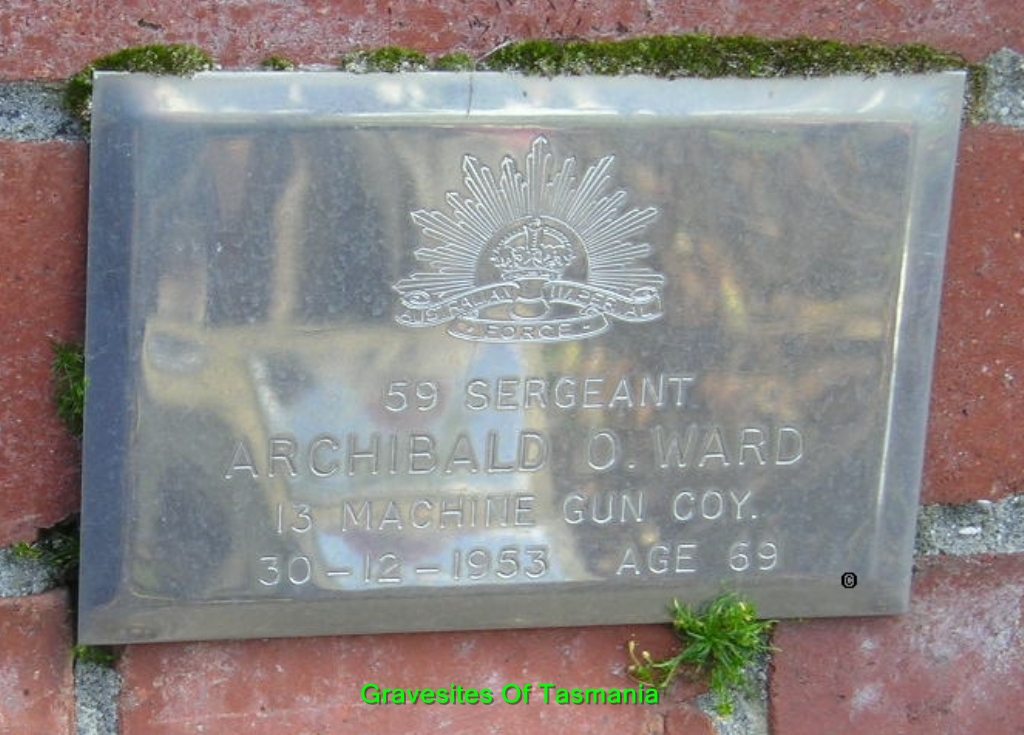 AUSTRALIAN IMPERIAL
FORCE
59 SERGEANT
ARCHIBALD O. WARD
13 MACHINE GUN COY.
30-12-1953 AGE 69
©
Gravesites Of Tasmania